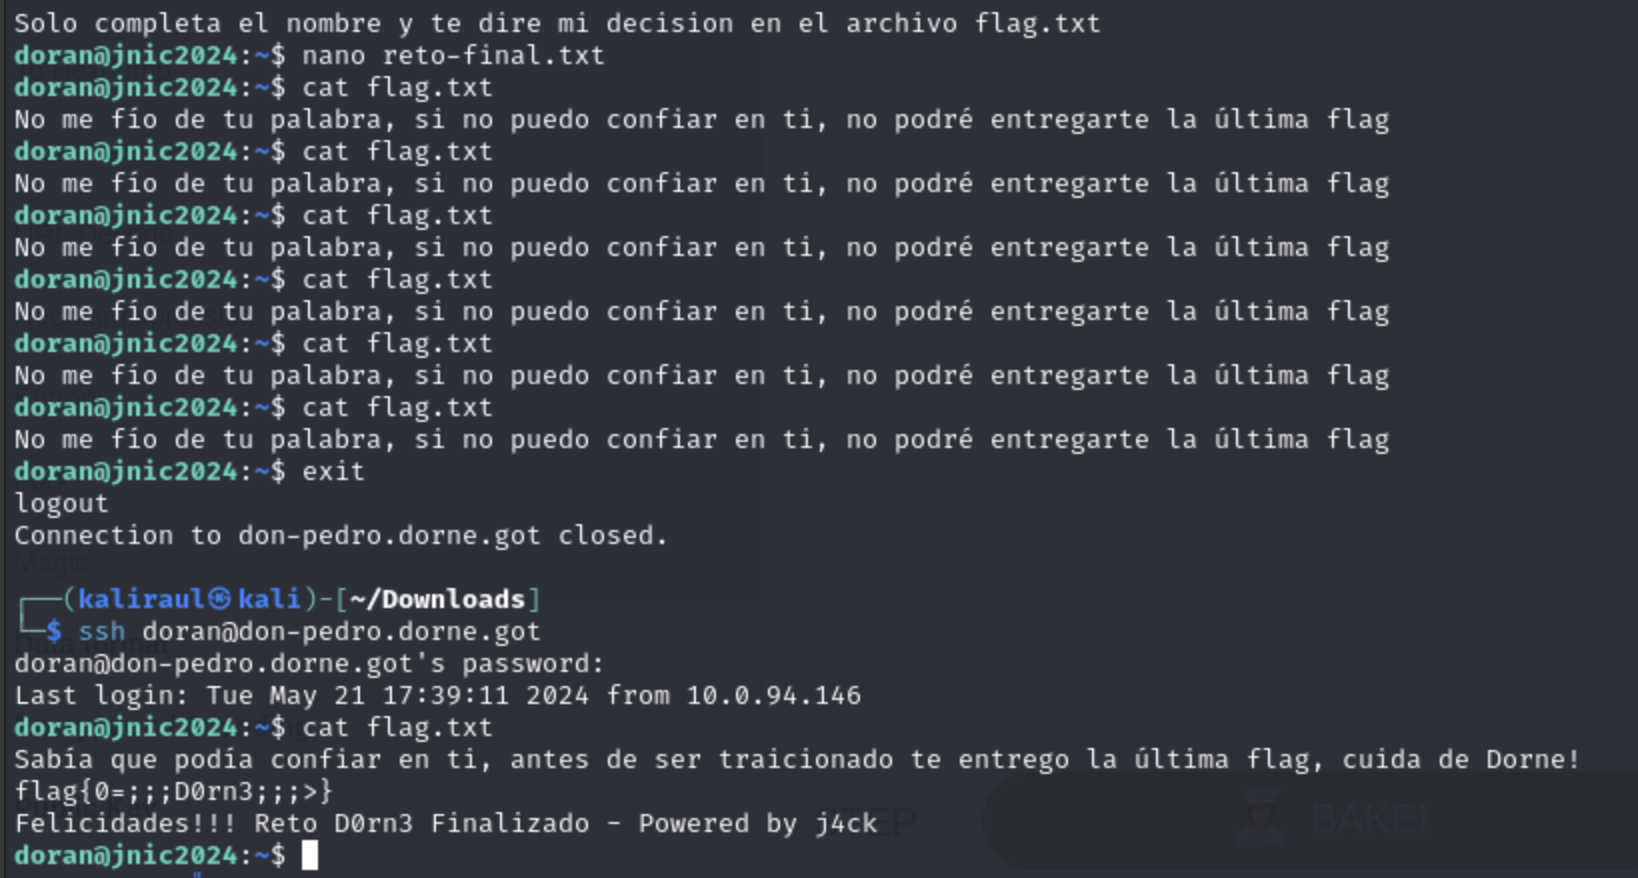 Solo completa el nombre y te dire mi decision en el archivo flag.txt
doran@jnic2024:~$ nano reto-final.txt
doran@jnic2024:~$ cat flag.txt
No me fío de tu palabra, si no puedo confiar en ti, no podré entregarte la última flag
doran@jnic2024:~$ cat flag.txt
No me fío de tu palabra, si no puedo confiar en ti, no podré entregarte la última flag
doran@jnic2024:~$ cat flag.txt
No me fío de tu palabra, si no puedo confiar en ti, no podré entregarte la última flag
doran@jnic2024:~$ cat flag.txt
No me fío de tu palabra, si no puedo confiar en ti, no podré entregarte la última flag
doran@jnic2024:~$ cat flag.txt
No me fío de tu palabra, si no puedo confiar en ti, no podré entregarte la última flag
doran@jnic2024:~$ cat flag.txt
No me fío de tu palabra, si no puedo confiar en ti, no podré entregarte la última flag
doran@jnic2024:~$ exit
logout
Connection to don-pedro.dorne.got closed.
Magic
┌──(kaliraul㉿kali)-[~/Downloads]
└─$ ssh doran@don-pedro.dorne.got
Data format
doran@don-pedro.dorne.got's password:
Last login: Tue May 21 17:39:11 2024 from 10.0.94.146
doran@jnic2024:~$ cat flag.txt
Sabía que podía confiar en ti, antes de ser traicionado te entrego la última flag, cuida de Dorne!
flag{0=;;;D0rn3;;;>}
Felicidades!!! Reto D0rn3 Finalizado - Powered by j4ck
STEP
BAKE!
doran@jnic2024:~$